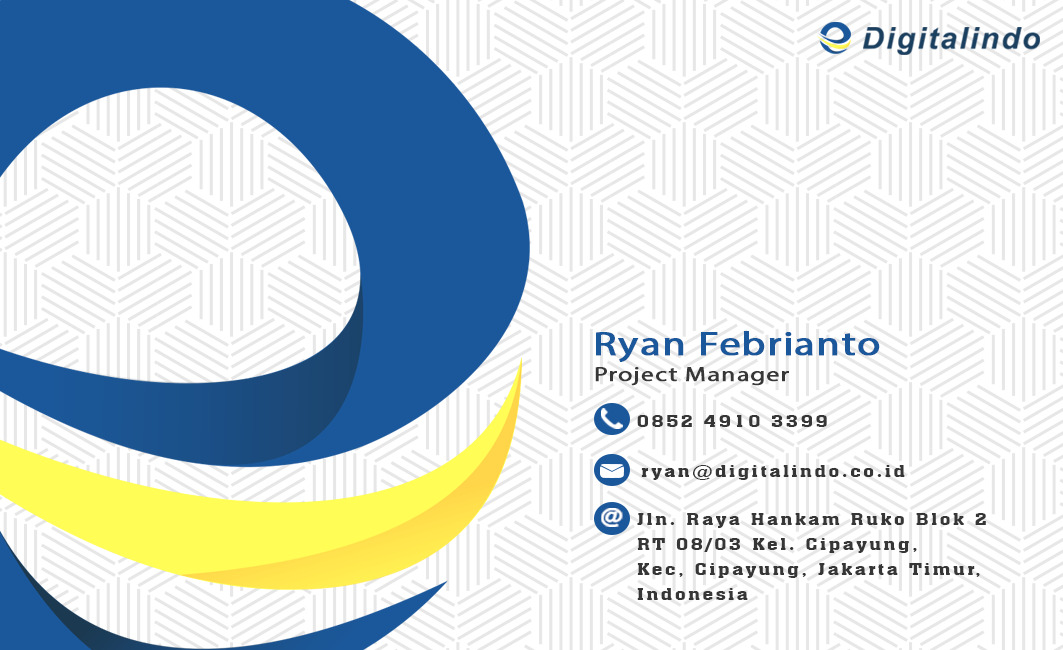 Digitalindo
Ryan Febrianto
Project Manager
0852 4910 3399
ryan@digitalindo.co.id
Jln. Raya Hankam Ruko Blok 2
RT 08/03 Kel. Cipayung,
Kec, Cipayung, Jakarta Timur,
Indonesia